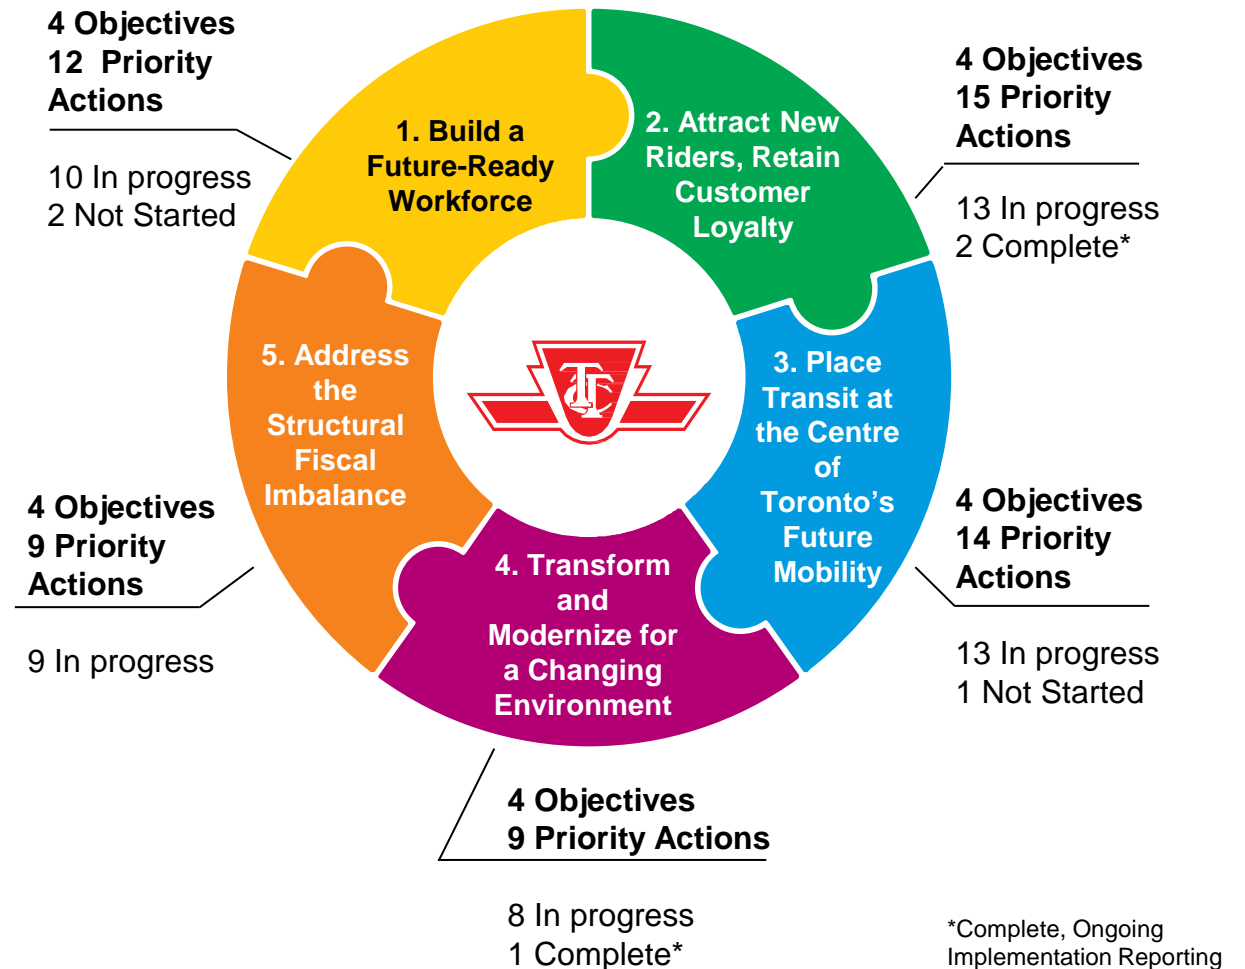 4 Objectives
12 Priority
Actions
10 In progress
2 Not Started
1. Build a
Future-Ready
Workforce
2. Attract New
Riders, Retain
Customer
Loyalty
4 Objectives
15 Priority
Actions
13 In progress
2 Complete*
3. Place
Transit at
the Centre
of
Toronto’s
Future
Mobility
4 Objectives
14 Priority
Actions
13 In progress
1 Not Started
4. Transform
and
Modernize for
a Changing
Environment
4 Objectives
9 Priority Actions
8 In progress
1 Complete*
5. Address
the
Structural
Fiscal
Imbalance
4 Objectives
9 Priority
Actions
9 In progress
TTC
*Complete, Ongoing
Implementation Reporting